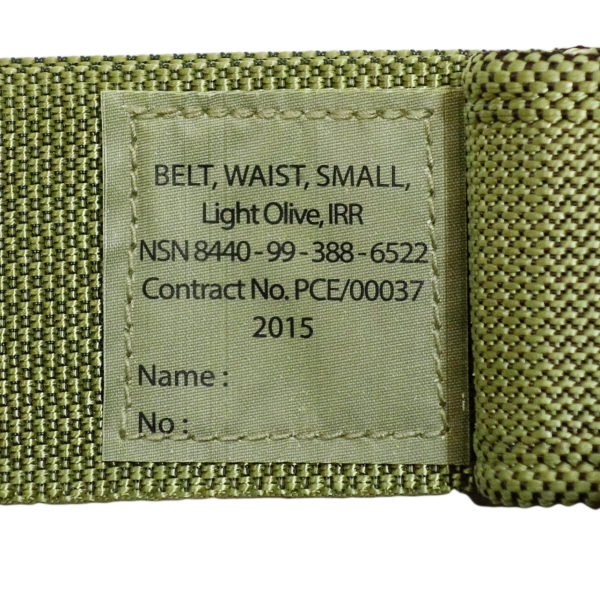 BELT, WAIST, SMALL,
Light Olive, IRR
NSN 8440 - 99 - 388 - 6522
Contract No. PCE/00037
2015
Name :
No :